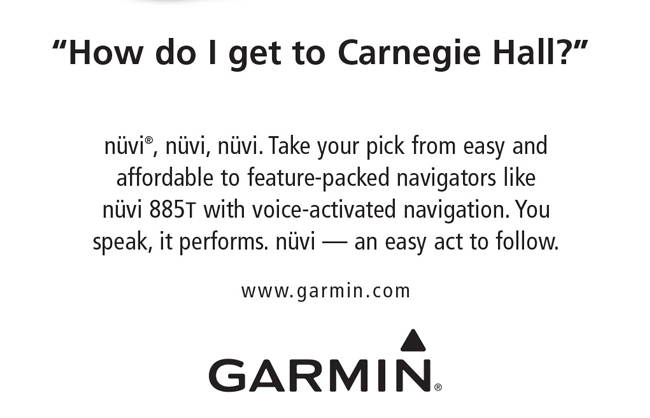 “How do I get to Carnegie Hall?”
nüvi®, nüvi, nüvi. Take your pick from easy and
affordable to feature-packed navigators like
nüvi 885T with voice-activated navigation. You
speak, it performs. nüvi — an easy act to follow.
www.garmin.com
GARMIN®